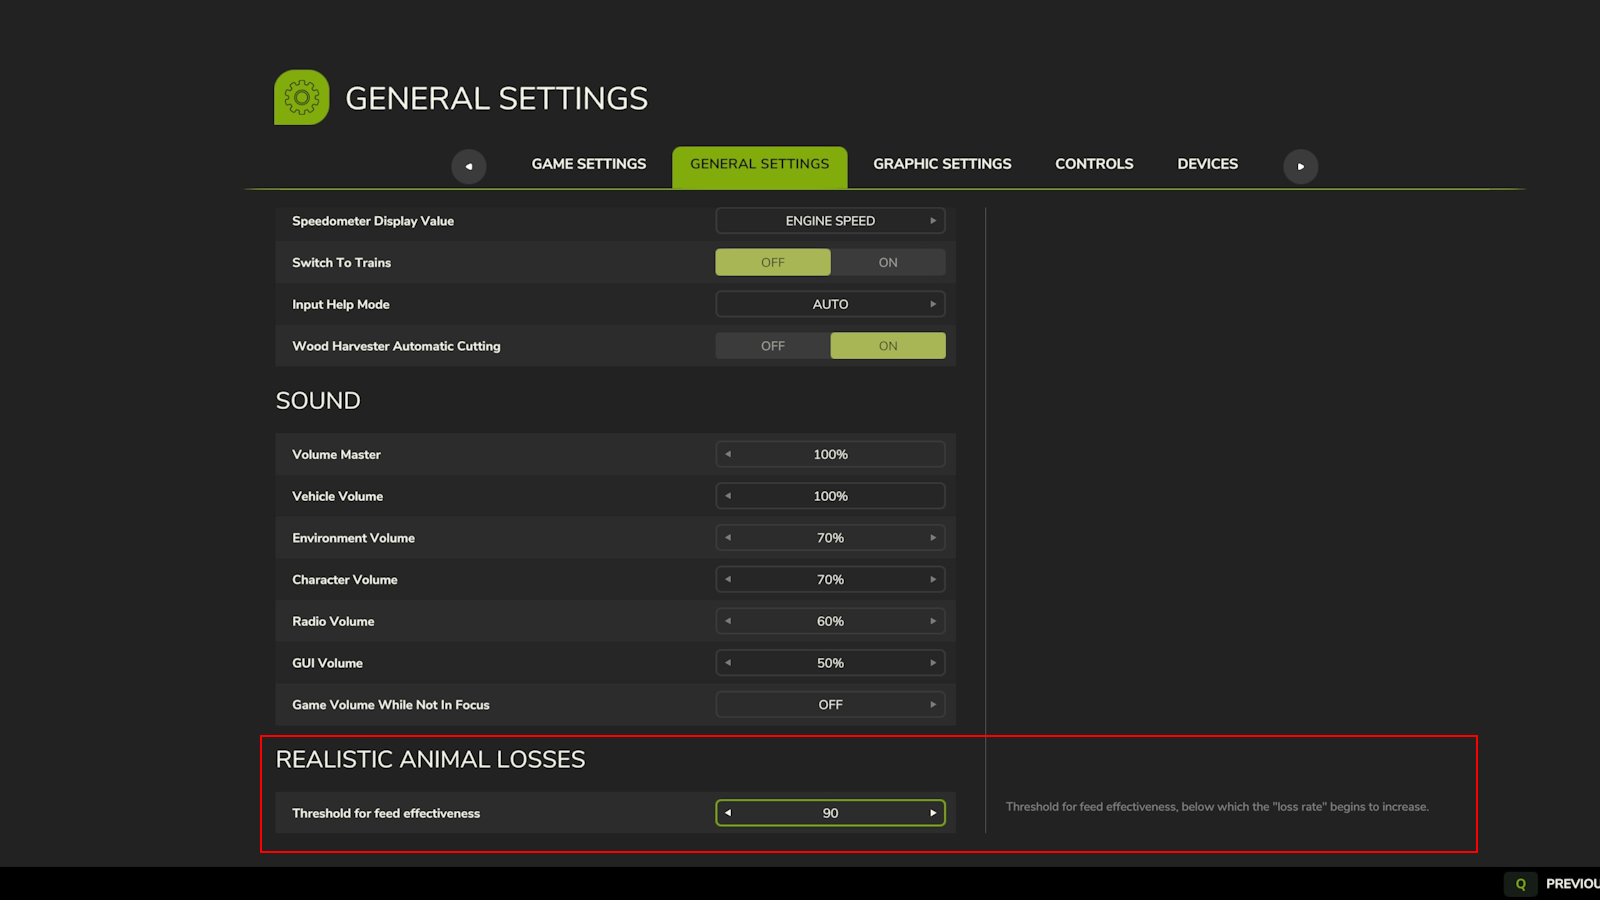 GENERAL SETTINGS
GAME SETTINGS GENERAL SETTINGS GRAPHIC SETTINGS CONTROLS DEVICES
Speedometer Display Value ENGINE SPEED
Switch To Trains OFF ON
Input Help Mode AUTO
Wood Harvester Automatic Cutting OFF ON
SOUND
Volume Master 100%
Vehicle Volume 100%
Environment Volume 70%
Character Volume 70%
Radio Volume 60%
GUI Volume 50%
Game Volume While Not In Focus OFF
REALISTIC ANIMAL LOSSES
Threshold for feed effectiveness 90
Threshold for feed effectiveness, below which the "loss rate" begins to increase.
Q PREVIOU